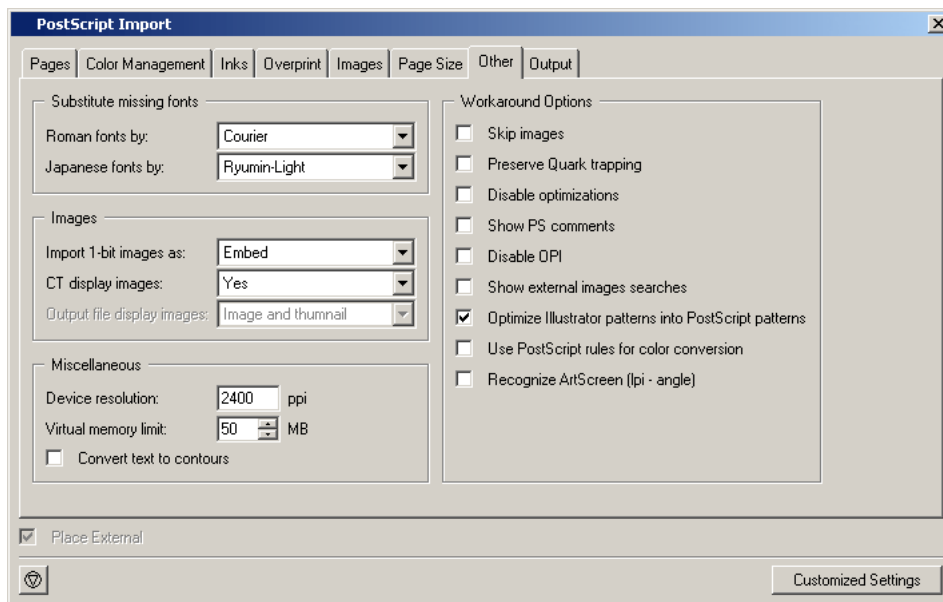 PostScript Import
Pages Color Management Inks Overprint Images Page Size Other Output
Substitute missing fonts
Roman fonts by: Courier
Japanese fonts by: Ryumin-Light
Images
Import 1-bit images as: Embed
CT display images: Yes
Output file display images: Image and thumnail
Miscellaneous
Device resolution: 2400 ppi
Virtual memory limit: 50 MB
Convert text to contours
Workaround Options
Skip images
Preserve Quark trapping
Disable optimizations
Show PS comments
Disable OPI
Show external images searches
Optimize Illustrator patterns into PostScript patterns
Use PostScript rules for color conversion
Recognize ArtScreen (lpi - angle)
Place External
Customized Settings